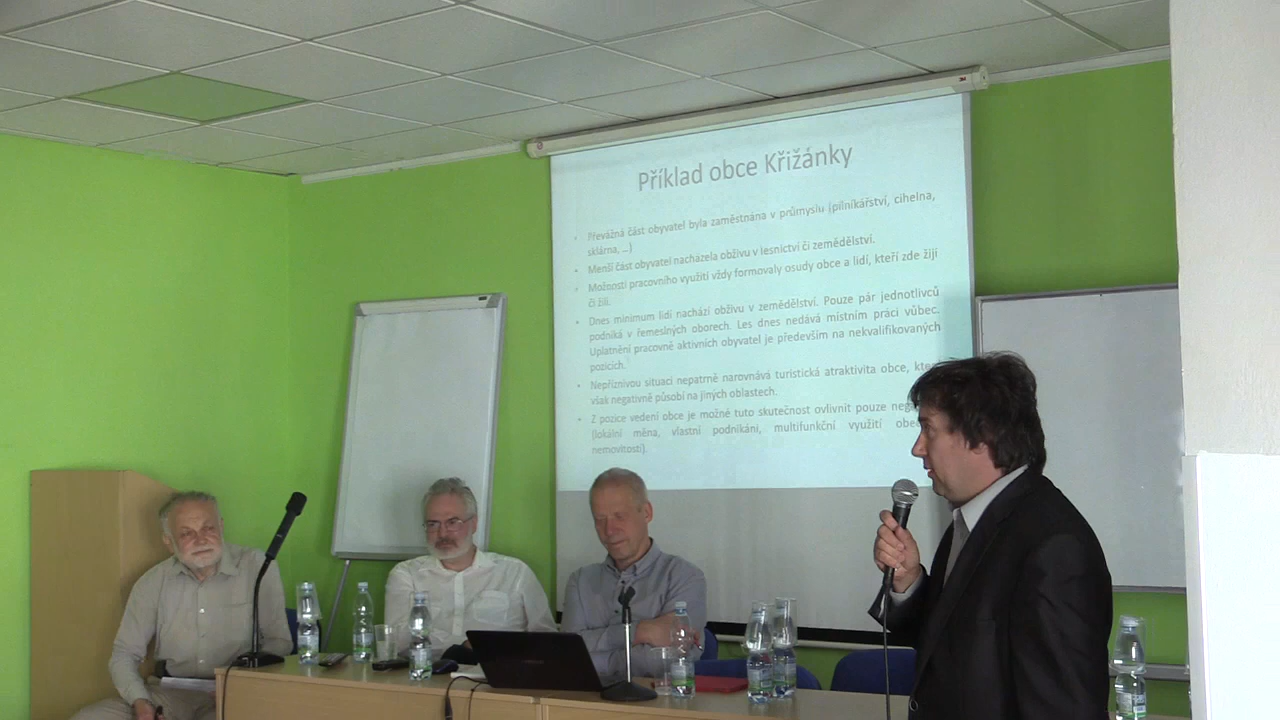 Příklad obce Křižánky
• Převážná část obyvatel byla zaměstnána v průmyslu (pilníkářství, cihelna,
sklárna, ...)
• Menší část obyvatel nacházela obživu v lesnictví či zemědělství.
• Možnosti pracovního využití vždy formovaly osudy obce a lidí, kteří zde žijí
či žili.
• Dnes minimum lidí nachází obživu v zemědělství. Pouze pár jednotlivců
podniká v řemeslných oborech. Les dnes nedává místním práci vůbec.
Uplatnění pracovně aktivních obyvatel je především na nekvalifikovaných
pozicích.
• Nepříznivou situaci nepatrně narovnává turistická atraktivita obce,
však negativně působí na jiných oblastech.
• Z pozice vedení obce je možné tuto skutečnost ovlivnit pouze
(lokální měna, vlastní podnikání, multifunkční využití
nemovitostí).